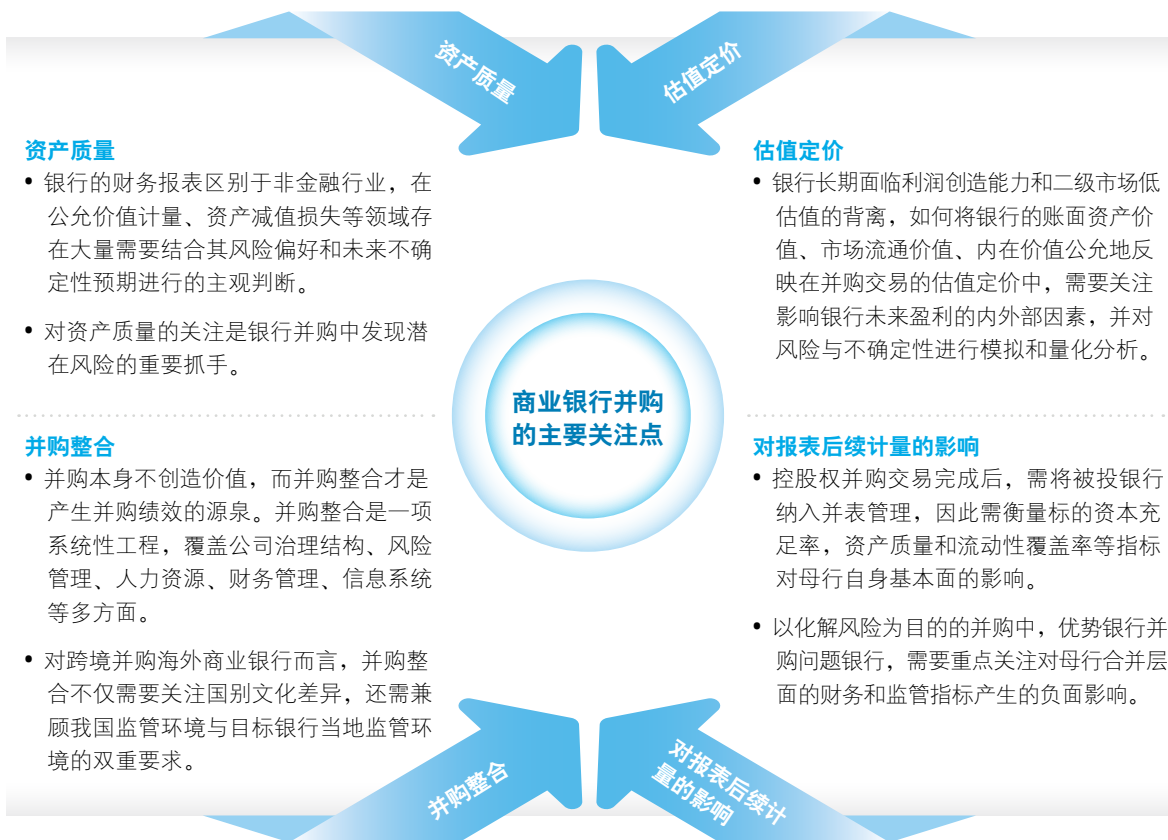 资产质量
估值定价
资产质量
• 银行的财务报表区别于非金融行业，在
公允价值计量、资产减值损失等领域存
在大量需要结合其风险偏好和未来不确
定性预期进行的主观判断。
• 对资产质量的关注是银行并购中发现潜
在风险的重要抓手。
估值定价
• 银行长期面临利润创造能力和二级市场低
估值的背离，如何将银行的账面资产价
值、市场流通价值、内在价值公允地反
映在并购交易的估值定价中，需要关注
影响银行未来盈利的内外部因素，并对
风险与不确定性进行模拟和量化分析。
商业银行并购
的主要关注点
并购整合
• 并购本身不创造价值，而并购整合才是
产生并购绩效的源泉。并购整合是一项
系统性工程，覆盖公司治理结构、风险
管理、人力资源、财务管理、信息系统
等多方面。
• 对跨境并购海外商业银行而言，并购整
合不仅需要关注国别文化差异，还需兼
顾我国监管环境与目标银行当地监管环
境的双重要求。
对报表后续计量的影响
• 控股权并购交易完成后，需将被投银行
纳入并表管理，因此需衡量标的资本充
足率，资产质量和流动性覆盖率等指标
对母行自身基本面的影响。
• 以化解风险为目的的并购中，优势银行并
购问题银行，需要重点关注对母行合并层
面的财务和监管指标产生的负面影响。
并购整合
对报表后续计
量的影响